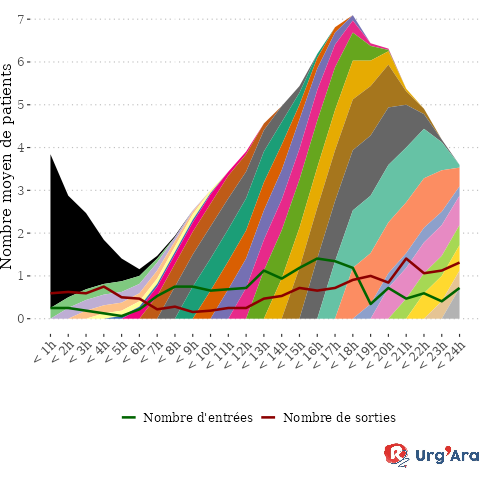 Nombre moyen de patients
7
6
5
4
3
2
1
0
< 1h
< 2h
< 3h
< 4h
< 5h
< 6h
< 7h
< 8h
< 9h
< 10h
< 11h
< 12h
< 13h
< 14h
< 15h
< 16h
< 17h
< 18h
< 19h
< 20h
< 21h
< 22h
< 23h
< 24h
Nombre d'entrées
Nombre de sorties
Urg'Ara